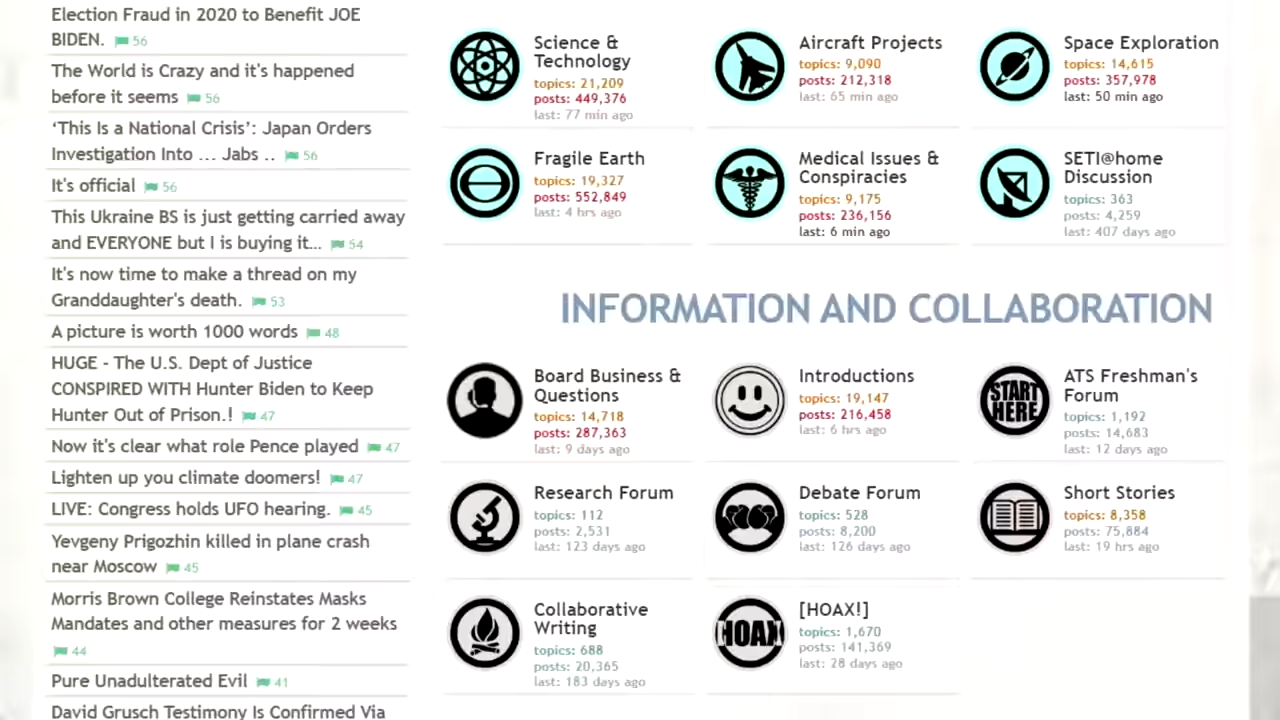 Election Fraud in 2020 to Benefit JOE
BIDEN. 56
The World is Crazy and it's happened
before it seems 56
‘This Is a National Crisis’: Japan Orders
Investigation Into ... Jabs .. 56
It's official 56
This Ukraine BS is just getting carried away
and EVERYONE but I is buying it... 54
It's now time to make a thread on my
Granddaughter's death. 53
A picture is worth 1000 words 48
HUGE - The U.S. Dept of Justice
CONSPIRED WITH Hunter Biden to Keep
Hunter Out of Prison.! 47
Now it's clear what role Pence played 47
Lighten up you climate doomers! 47
LIVE: Congress holds UFO hearing. 45
Yevgeny Prigozhin killed in plane crash
near Moscow 45
Morris Brown College Reinstates Masks
Mandates and other measures for 2 weeks
44
Pure Unadulterated Evil 41
David Grusch Testimony Is Confirmed Via
Science &
Technology
topics: 21,209
posts: 449,376
last: 77 min ago
Aircraft Projects
topics: 9,090
posts: 212,318
last: 65 min ago
Space Exploration
topics: 14,615
posts: 357,978
last: 50 min ago
Fragile Earth
topics: 19,327
posts: 552,849
last: 4 hrs ago
Medical Issues &
Conspiracies
topics: 9,175
posts: 236,156
last: 6 min ago
SETI@home
Discussion
topics: 363
posts: 4,259
last: 407 days ago
INFORMATION AND COLLABORATION
Board Business &
Questions
topics: 14,718
posts: 287,363
last: 9 days ago
Introductions
topics: 19,147
posts: 216,458
last: 6 hrs ago
START
HERE
ATS Freshman's
Forum
topics: 1,192
posts: 14,683
last: 12 days ago
Research Forum
topics: 112
posts: 2,531
last: 123 days ago
Debate Forum
topics: 528
posts: 8,200
last: 126 days ago
Short Stories
topics: 8,358
posts: 75,884
last: 19 hrs ago
Collaborative
Writing
topics: 688
posts: 20,365
last: 183 days ago
HOAX
[HOAX!]
topics: 1,670
posts: 141,369
last: 28 days ago